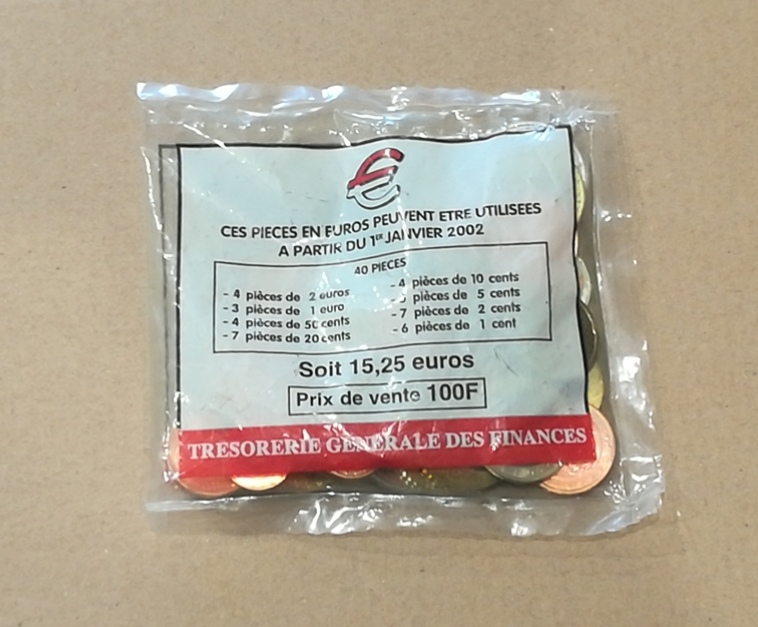 CES PIECES EN EUROS PEUVENT ETRE UTILISEES
A PARTIR DU 1ER JANVIER 2002
40 PIECES
- 4 pièces de 2 euros
- 3 pièces de 1 euro
- 4 pièces de 50 cents
- 7 pièces de 20 cents
- 4 pièces de 10 cents
pièces de 5 cents
- 7 pièces de 2 cents
- 6 pièces de 1 cent
Soit 15,25 euros
Prix de vente 100F
TRESORERIE GENERALE DES FINANCES